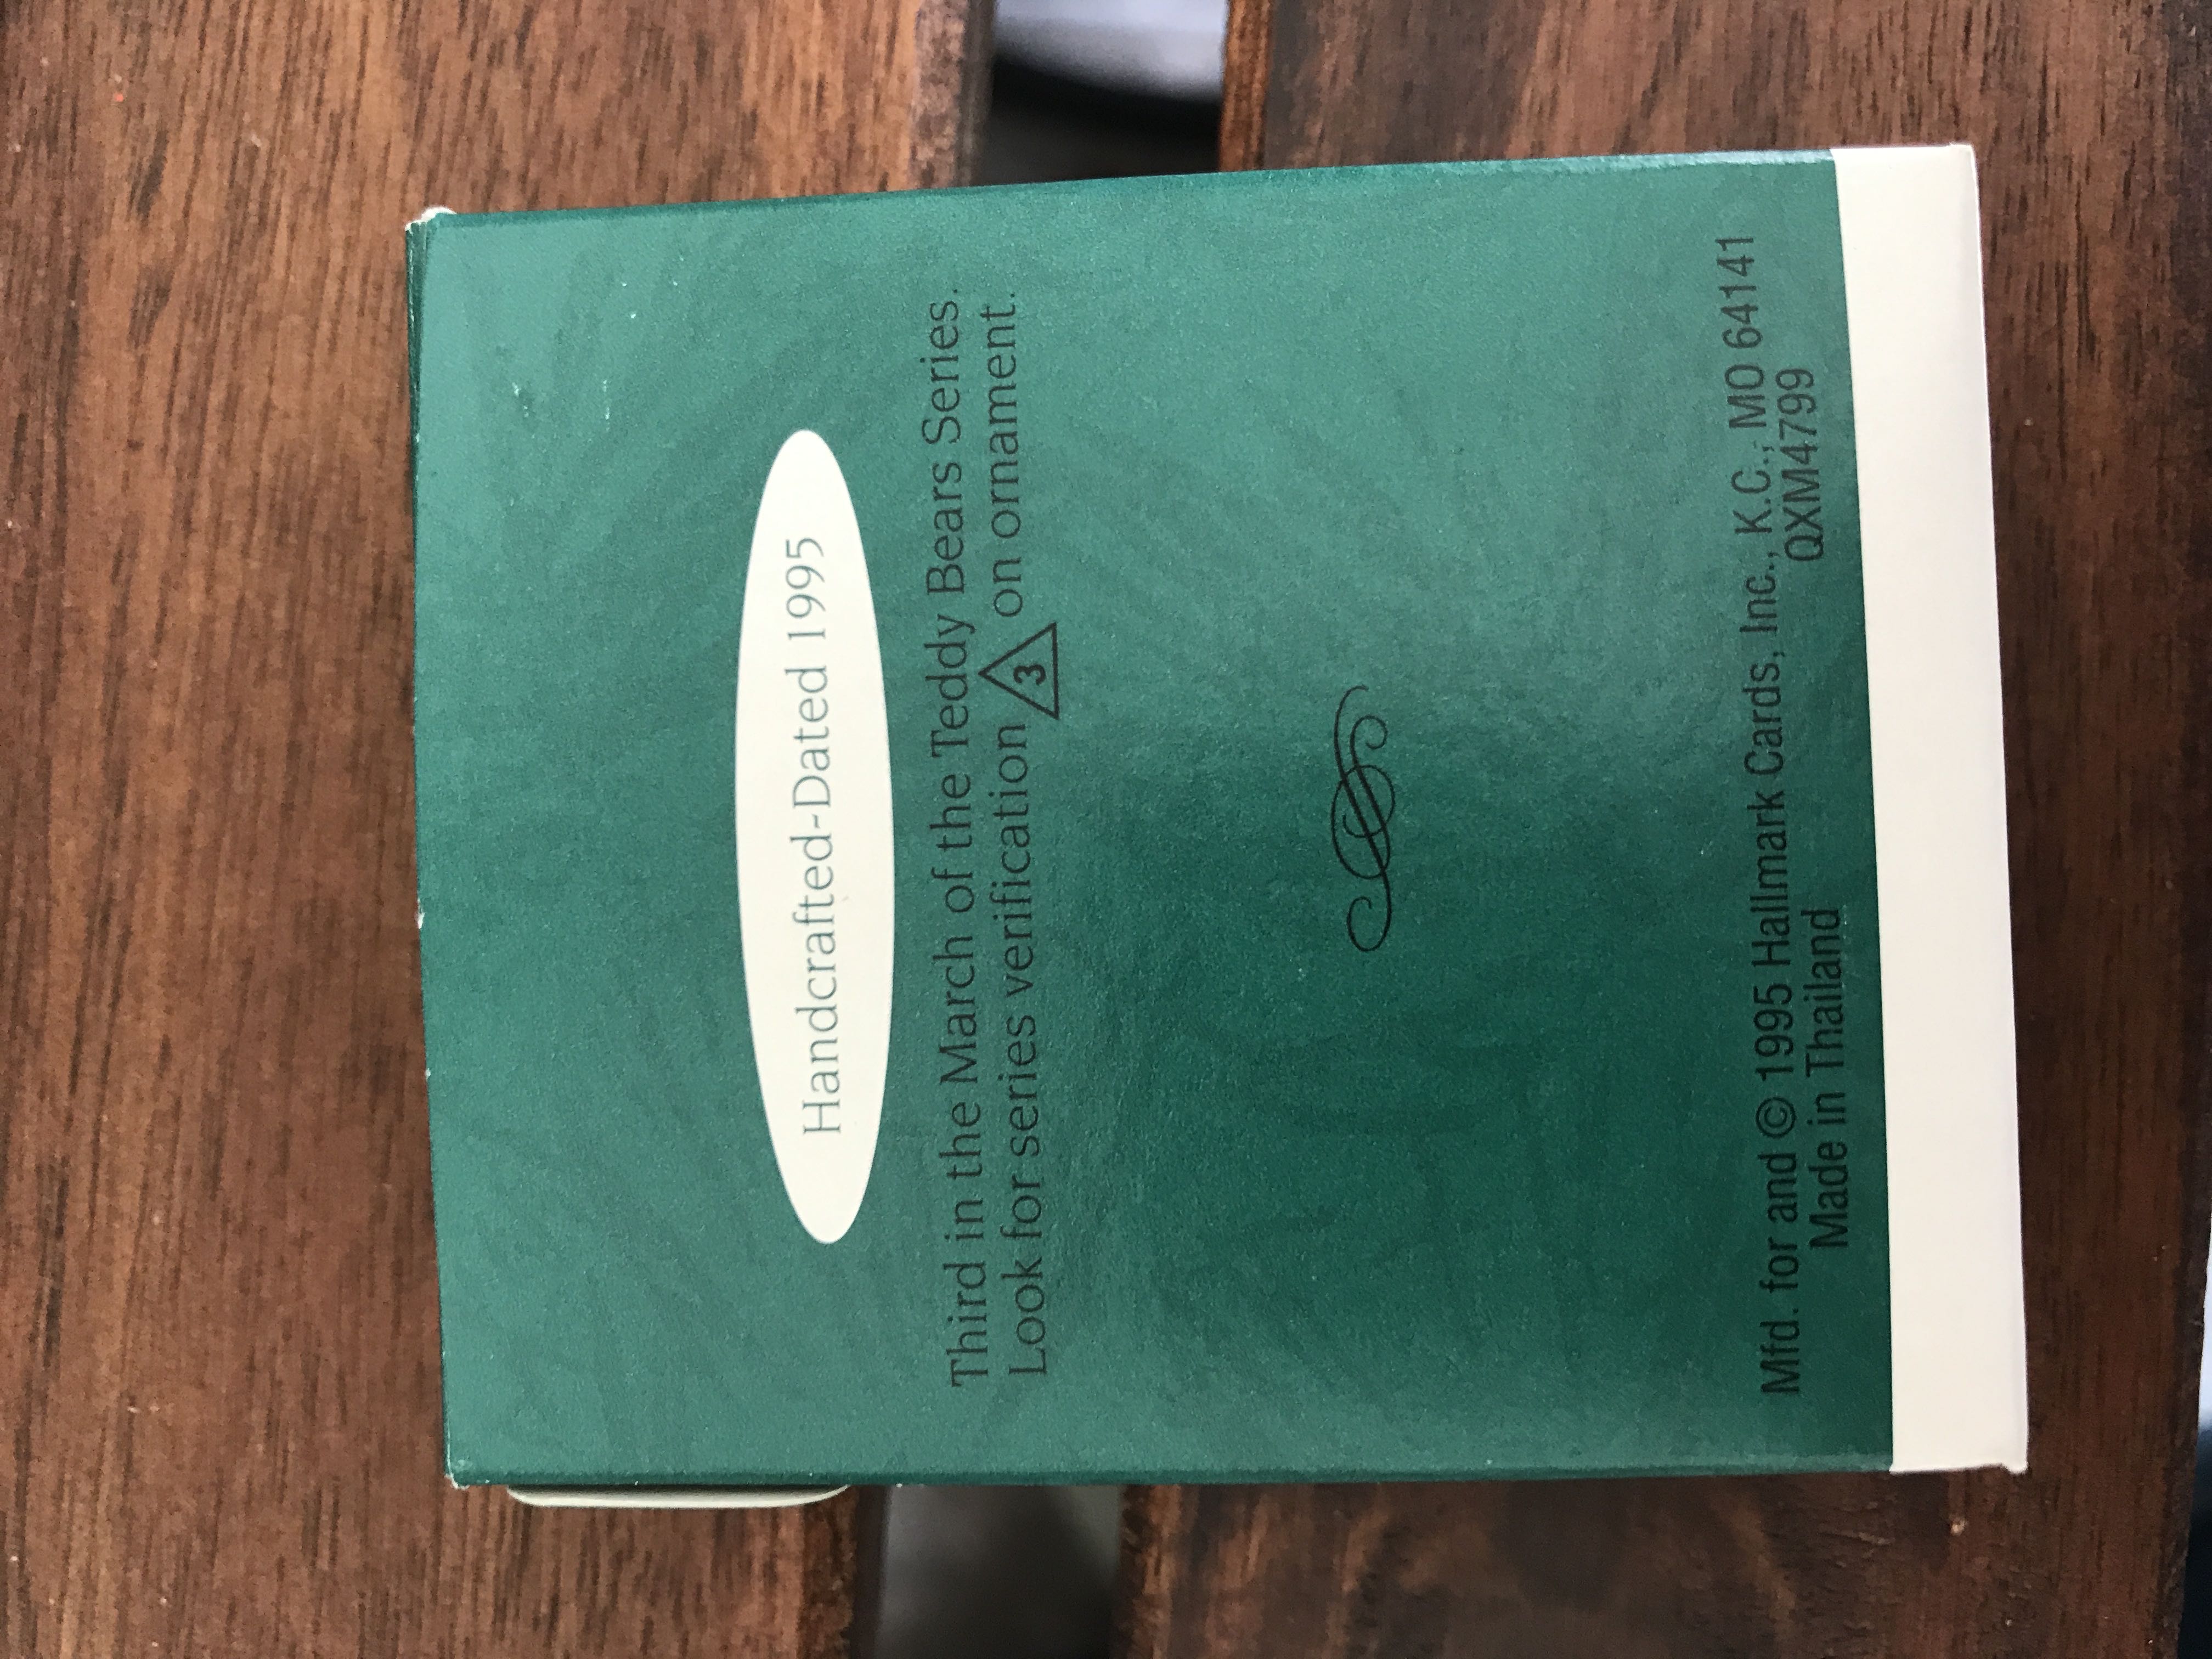 Handcrafted-Dated 1995
Third in the March of the Teddy Bears Series.
Look for series verification 3 on ornament.
Mfd. for and © 1995 Hallmark Cards, Inc., K.C., MO 64141
Made in Thailand QXM4799